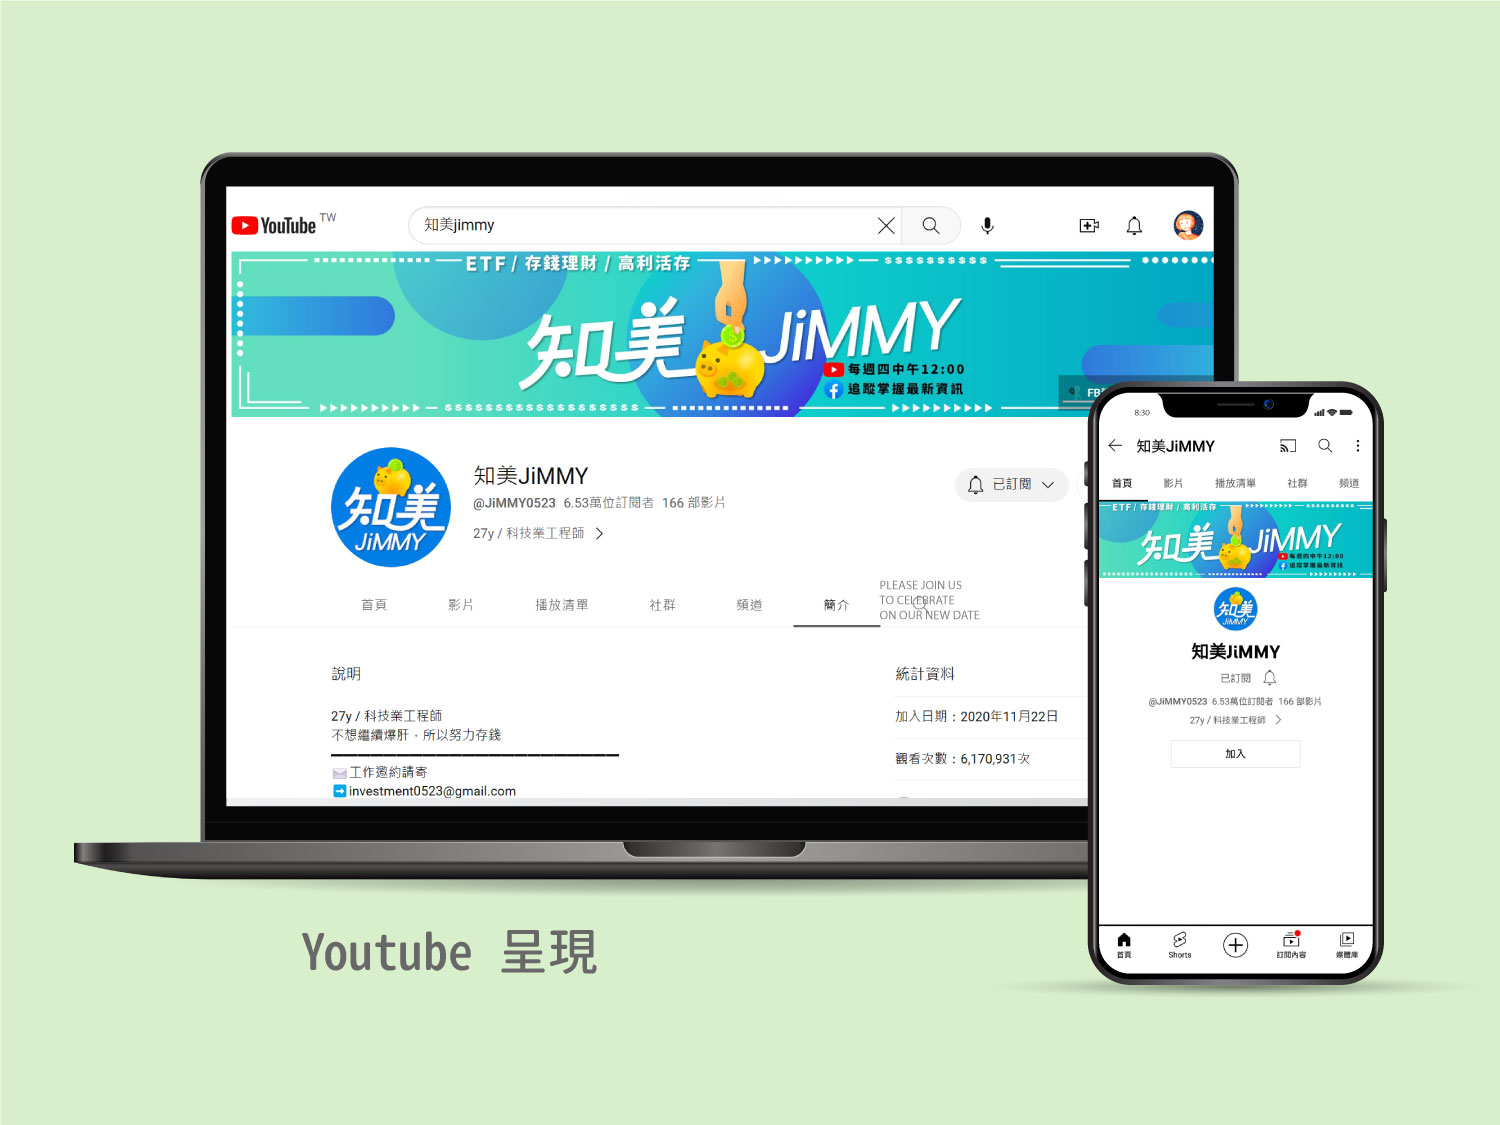 YouTube TW
知美jimmy
ETF / 存錢理財 / 高利活存
知美 JiMMY
每週四中午12:00
追蹤掌握最新資訊
知美
JiMMY
知美JiMMY
@JiMMY0523 6.53萬位訂閱者 166 部影片
27y / 科技業工程師
已訂閱
首頁 影片 播放清單 社群 頻道 簡介
PLEASE JOIN US
TO CELEBRATE
ON OUR NEW DATE
說明
27y / 科技業工程師
不想繼續爆肝,所以努力存錢
工作邀約請寄
investment0523@gmail.com
統計資料
加入日期：2020年11月22日
觀看次數：6,170,931次
8:30
知美JiMMY
首頁 影片 播放清單 社群 頻道
ETF / 存錢理財 / 高利活存
知美 JiMMY
每週四中午12:00
追蹤掌握最新資訊
知美
JiMMY
知美JiMMY
已訂閱
@JiMMY0523 6.53萬位訂閱者 166 部影片
27y / 科技業工程師
加入
首頁 Shorts 訂閱內容 媒體庫
Youtube 呈現